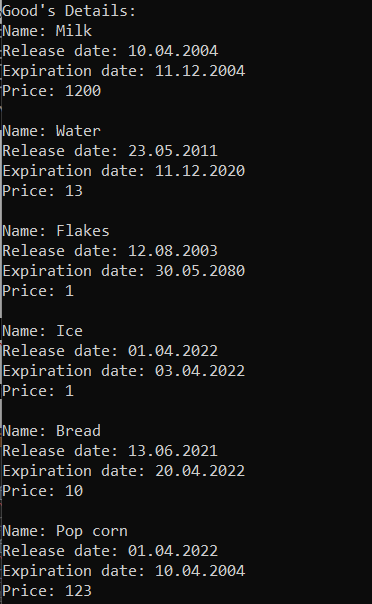 Good's Details:
Name: Milk
Release date: 10.04.2004
Expiration date: 11.12.2004
Price: 1200
Name: Water
Release date: 23.05.2011
Expiration date: 11.12.2020
Price: 13
Name: Flakes
Release date: 12.08.2003
Expiration date: 30.05.2080
Price: 1
Name: Ice
Release date: 01.04.2022
Expiration date: 03.04.2022
Price: 1
Name: Bread
Release date: 13.06.2021
Expiration date: 20.04.2022
Price: 10
Name: Pop corn
Release date: 01.04.2022
Expiration date: 10.04.2004
Price: 123